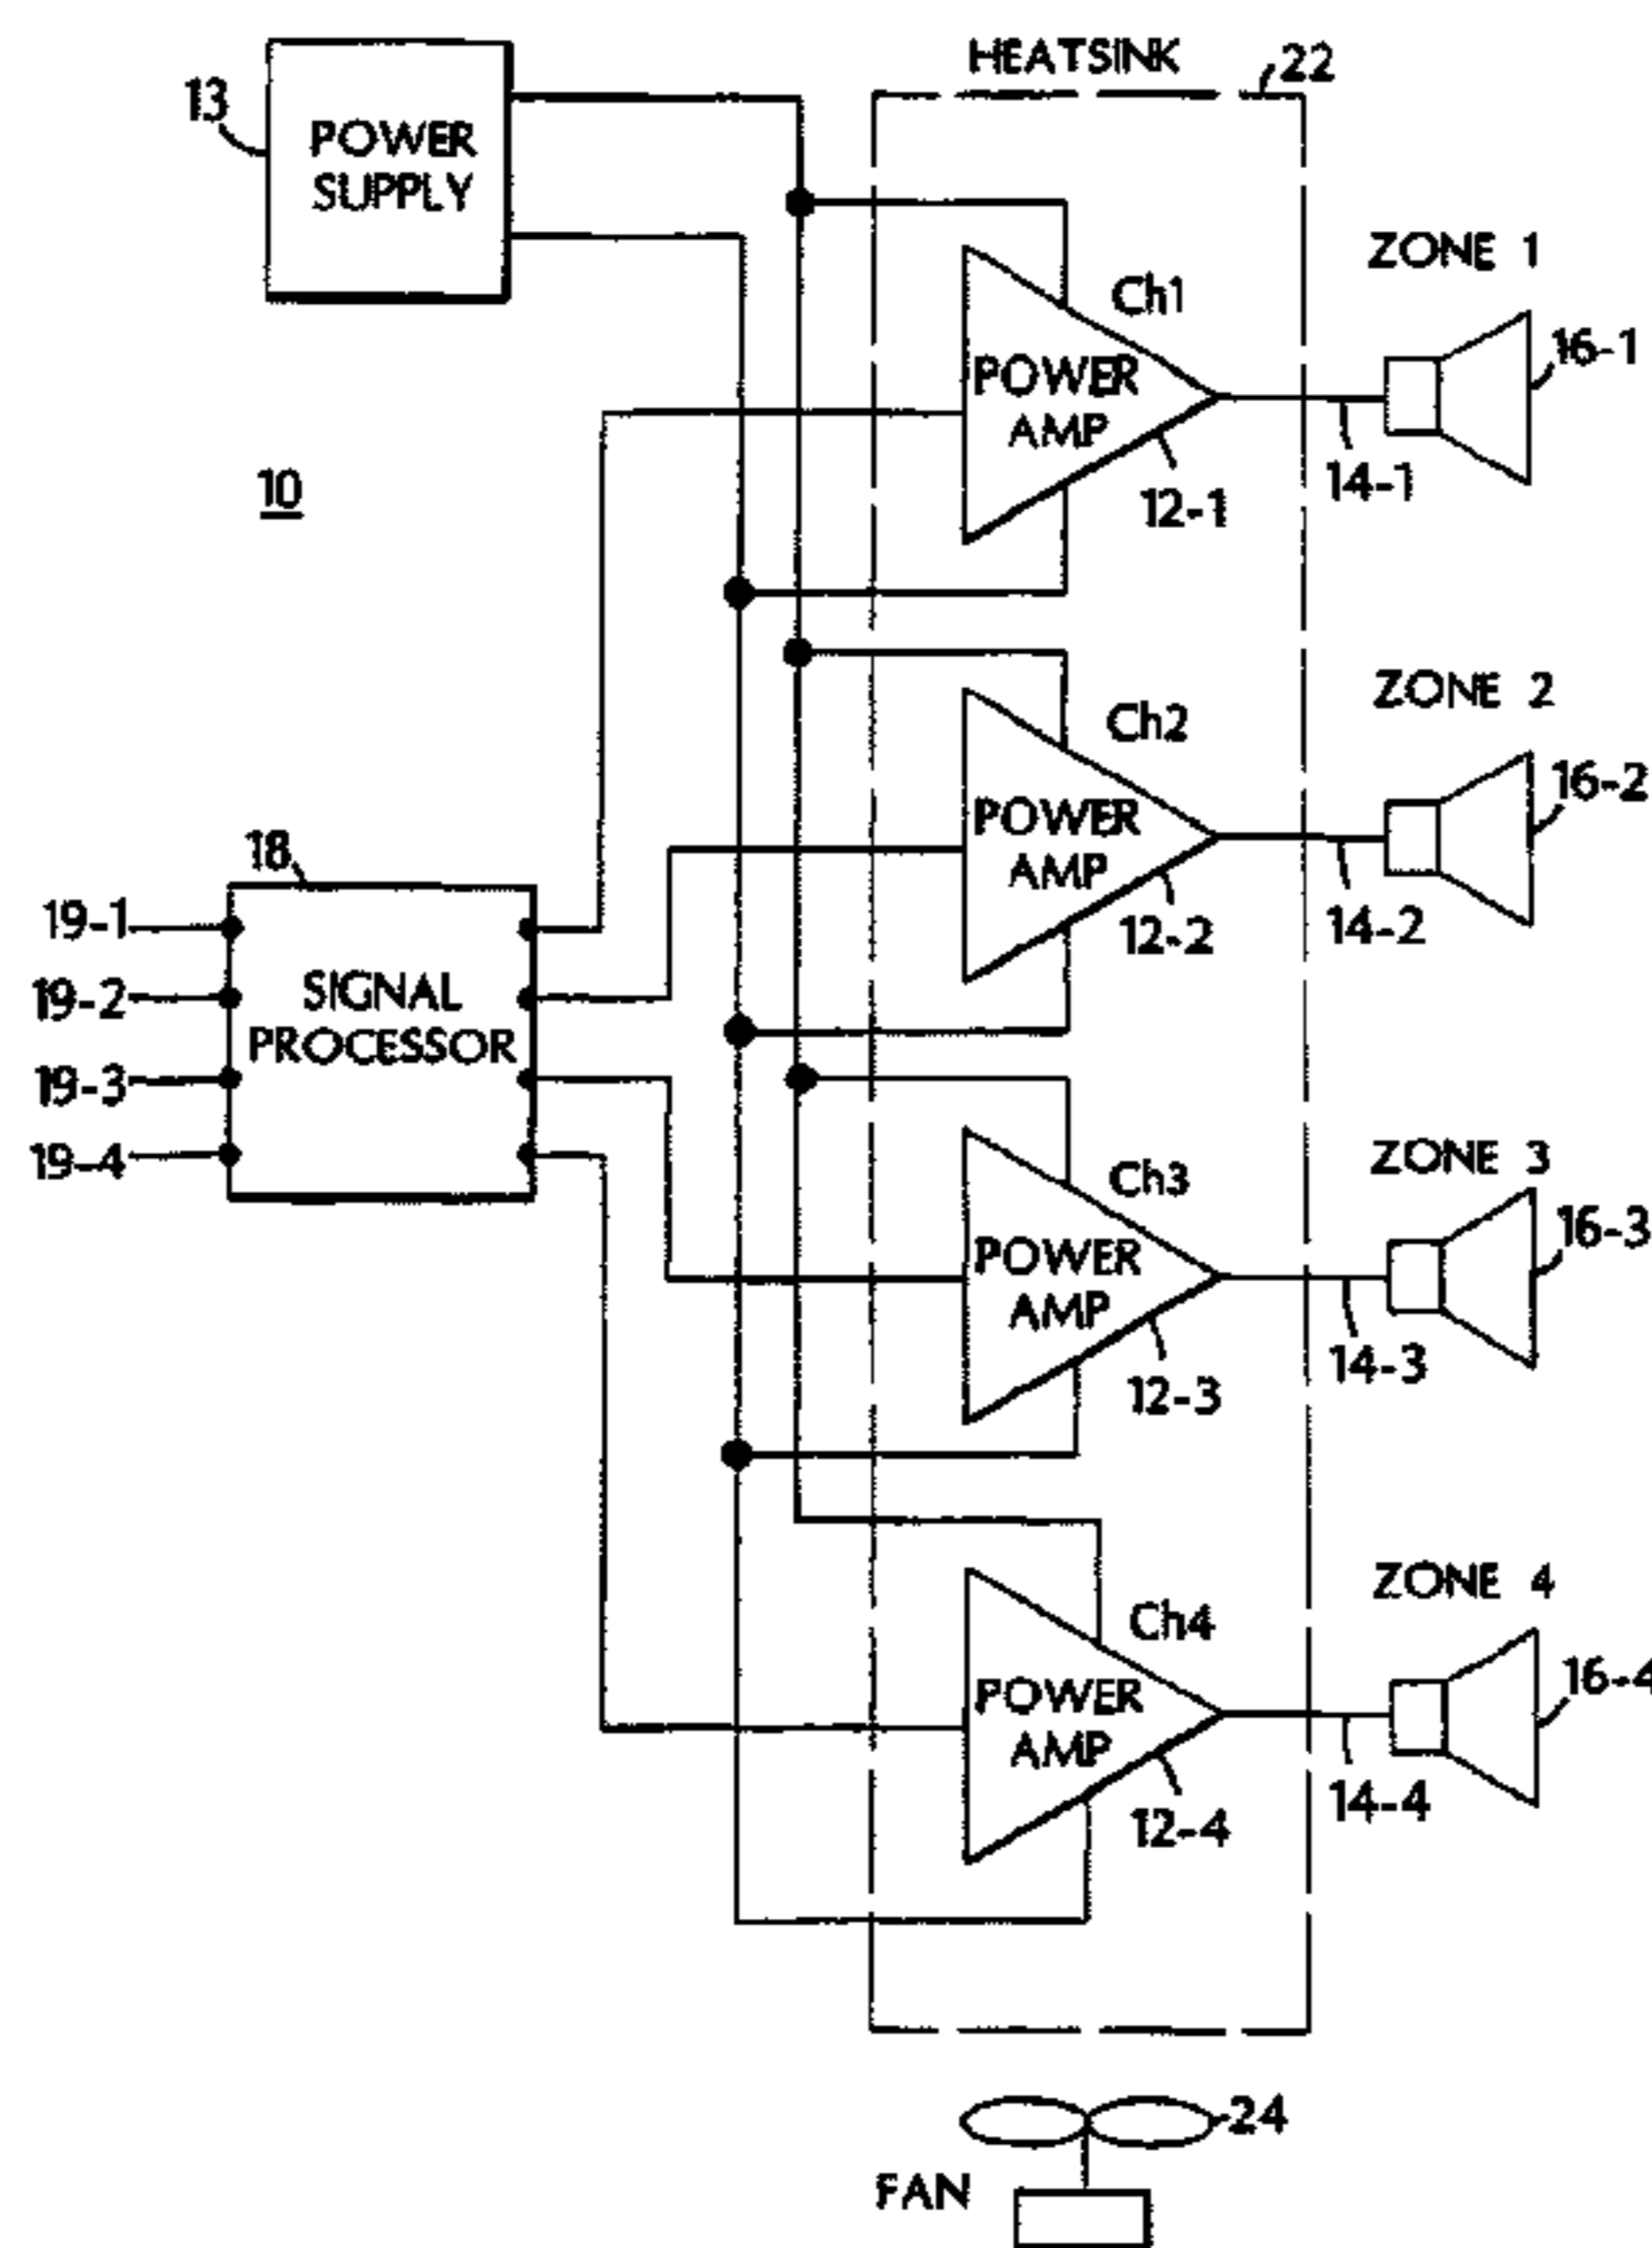 HEATSINK
22
13
POWER
SUPPLY
ZONE 1
Ch1
16-1
POWER
AMP
10
14-1
12-1
ZONE 2
Ch2
16-2
POWER
AMP
18
14-2
12-2
19-1
19-2
19-3
19-4
SIGNAL
PROCESSOR
ZONE 3
Ch3
16-3
POWER
AMP
14-3
12-3
ZONE 4
Ch4
16-4
POWER
AMP
14-4
12-4
24
FAN